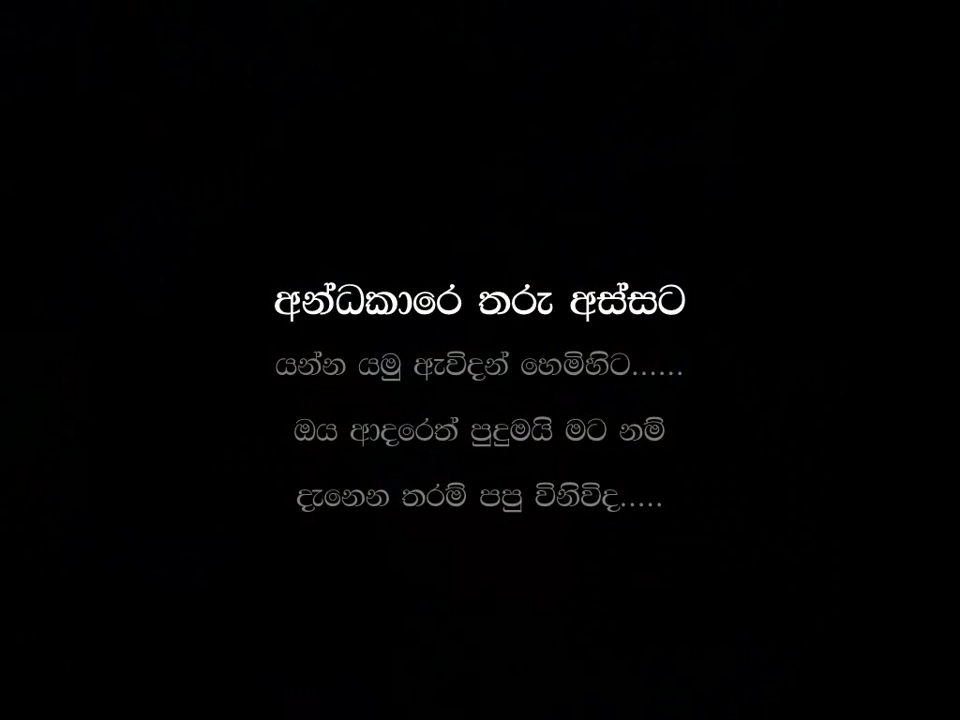 අන්ධකාරෙ තරු අස්සට
යන්න යමු ඇවිදන් හෙමිහිට......
ඔය ආදරෙත් පුදුමයි මට නම්
දැනෙන තරම් පපු විනිවිද.....